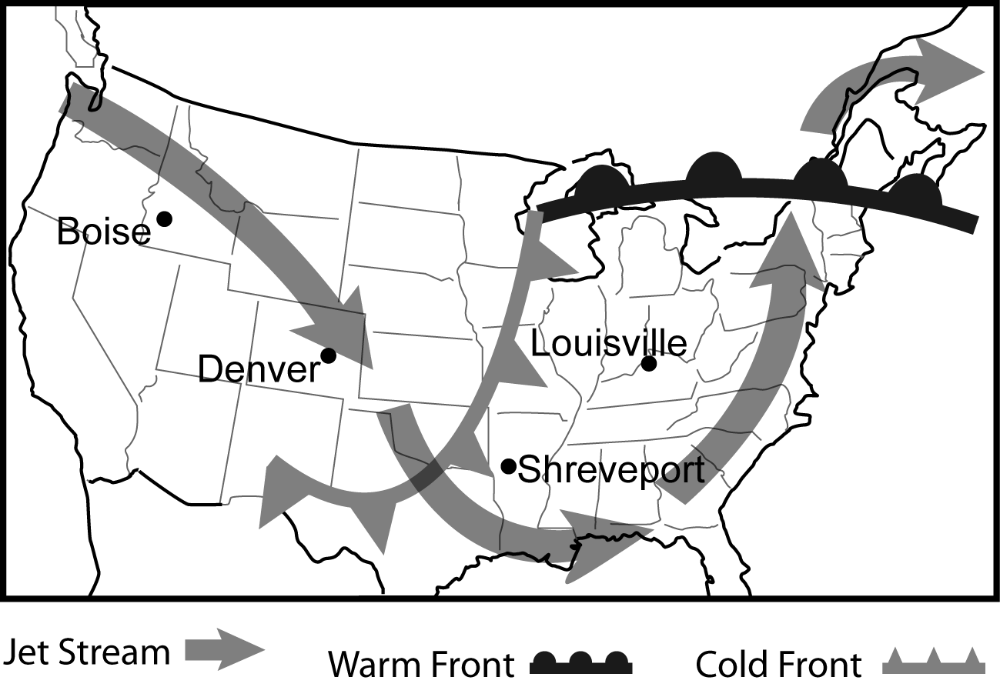 Boise
Louisville
Denver
Shreveport
Jet Stream
Warm Front
Cold Front